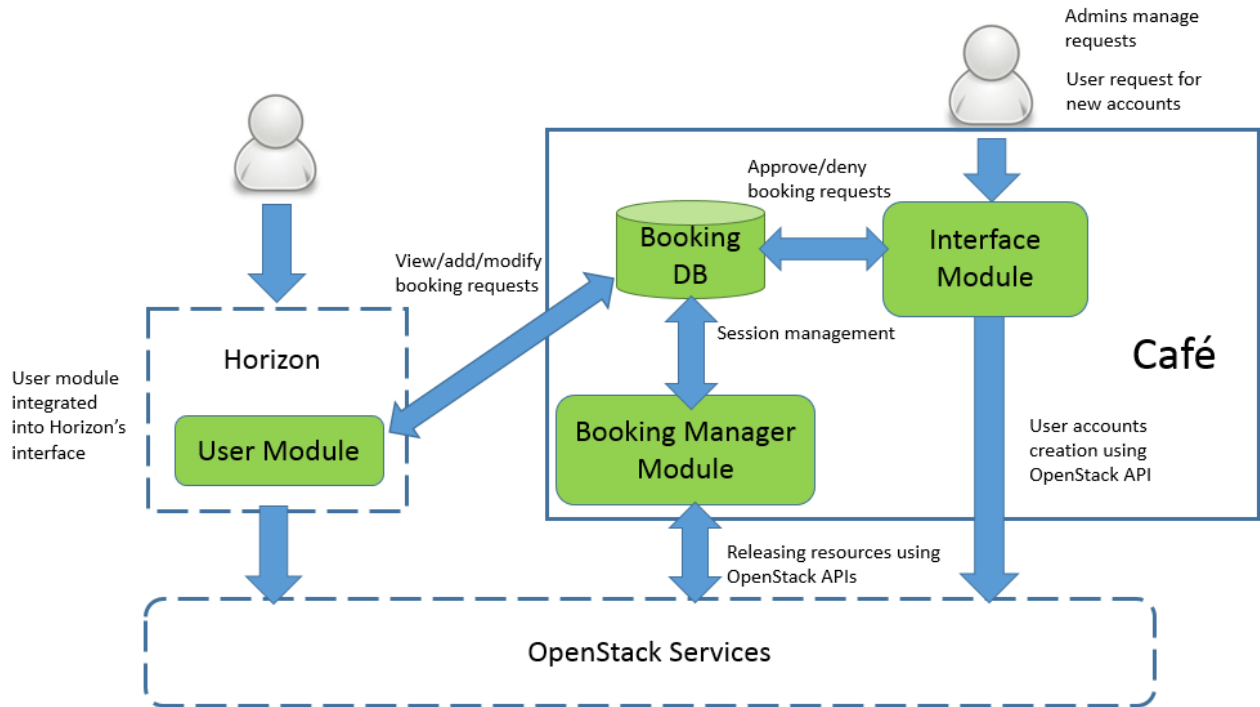 Admins manage
requests
User request for
new accounts
Approve/deny
booking requests
Booking
DB
Interface
Module
View/add/modify
booking requests
Session management
Café
Horizon
User module
integrated
into Horizon's
interface
User Module
Booking Manager
Module
User accounts
creation using
OpenStack API
Releasing resources using
OpenStack APIs
OpenStack Services